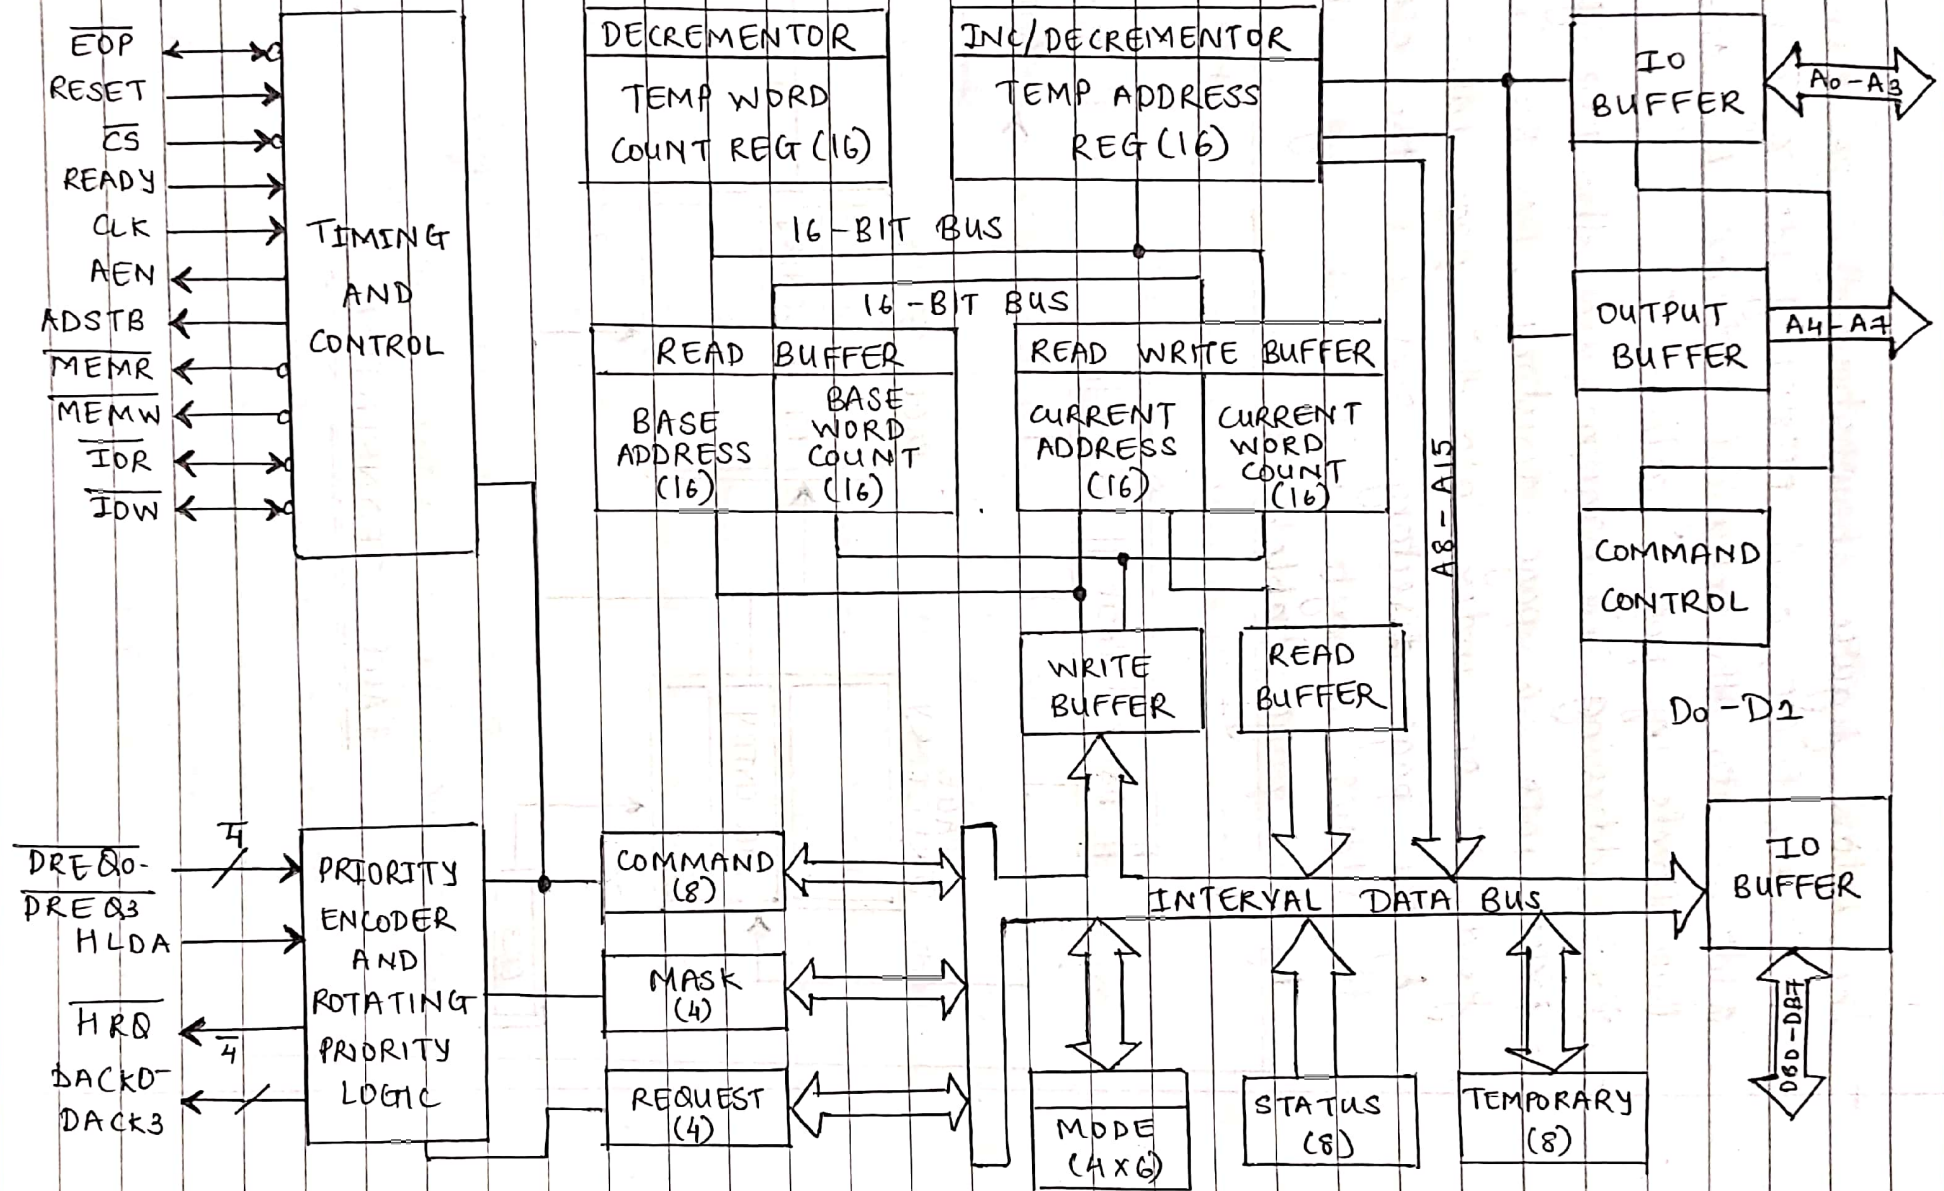 EOP
RESET
CS
READY
CLK
AEN
ADSTB
MEMR
MEMW
IOR
IOW
TIMING
AND
CONTROL
DECREMENTOR
TEMP WORD
COUNT REG (16)
INC/DECREMENTOR
TEMP ADDRESS
REG (16)
IO
BUFFER
A0-A3
16-BIT BUS
16-BIT BUS
READ BUFFER
BASE
ADDRESS
(16)
BASE
WORD
COUNT
(16)
READ WRITE BUFFER
CURRENT
ADDRESS
(16)
CURRENT
WORD
COUNT
(16)
A8-A15
OUTPUT
BUFFER
A4-A7
COMMAND
CONTROL
WRITE
BUFFER
READ
BUFFER
D0-D1
4
DREQ0-
DREQ3
HLDA
HRQ
4
DACK0-
DACK3
PRIORITY
ENCODER
AND
ROTATING
PRIORITY
LOGIC
COMMAND
(8)
MASK
(4)
REQUEST
(4)
INTERVAL DATA BUS
IO
BUFFER
DB0-DB7
MODE
(4x6)
STATUS
(8)
TEMPORARY
(8)